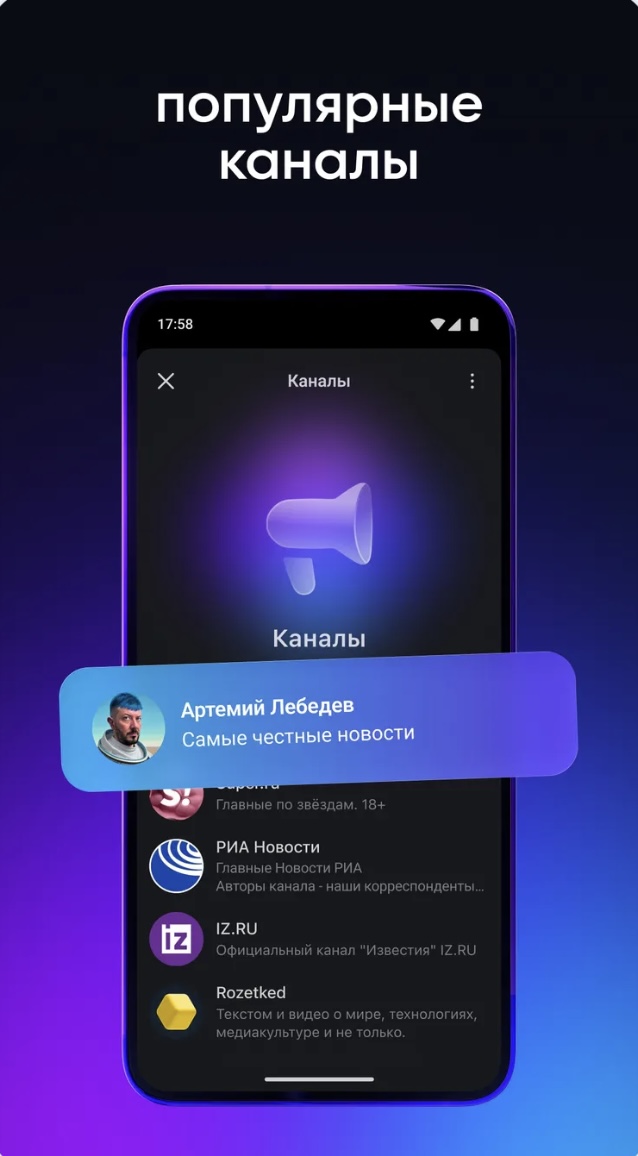 популярные
каналы
17:58
Каналы
Каналы
Артемий Лебедев
Самые честные новости
S!
Главные по звёздам. 18+
РИА Новости
Главные Новости РИА
Авторы канала - наши корреспонденты...
iz
IZ.RU
Официальный канал "Известия" IZ.RU
Rozetked
Текстом и видео о мире, технологиях,
медиакультуре и не только.